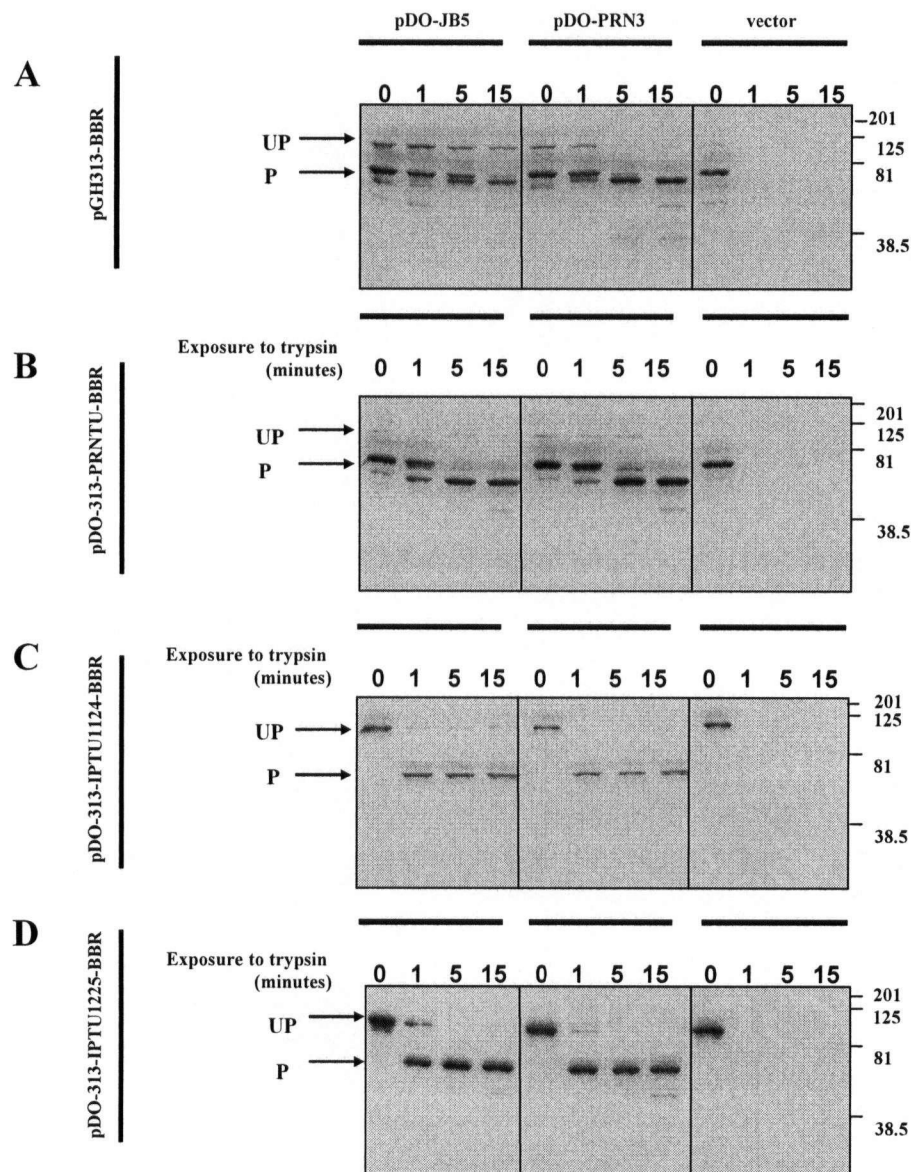 pDO-JB5 pDO-PRN3 vector
A
pGH313-BBR
0 1 5 15 0 1 5 15 0 1 5 15
UP
P
–201
125
81
38.5
B
pDO-313-PRNTU-BBR
Exposure to trypsin
(minutes)
0 1 5 15 0 1 5 15 0 1 5 15
UP
P
201
125
81
38.5
C
pDO-313-IPTU1124-BBR
Exposure to trypsin
(minutes)
0 1 5 15 0 1 5 15 0 1 5 15
UP
P
201
125
81
38.5
D
pDO-313-IPTU1225-BBR
Exposure to trypsin
(minutes)
0 1 5 15 0 1 5 15 0 1 5 15
UP
P
201
125
81
38.5